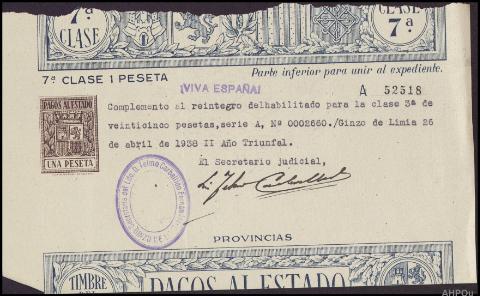 7ª CLASE
CLASE 7ª
7ª CLASE 1 PESETA
Parte inferior para unir al expediente.
¡VIVA ESPAÑA!
A 52518
PAGOS AL ESTADO
UNA PESETA
Complemento al reintegro delhabilitado para la clase 3ª de
veinticinco pesetas, serie A, Nº 0002660./Ginzo de Limia 26
de abril de 1938 II Año Triunfal.
El Secretario judicial,
PROVINCIAS
TIMBRE
PAGOS AL ESTADO
AHPOu